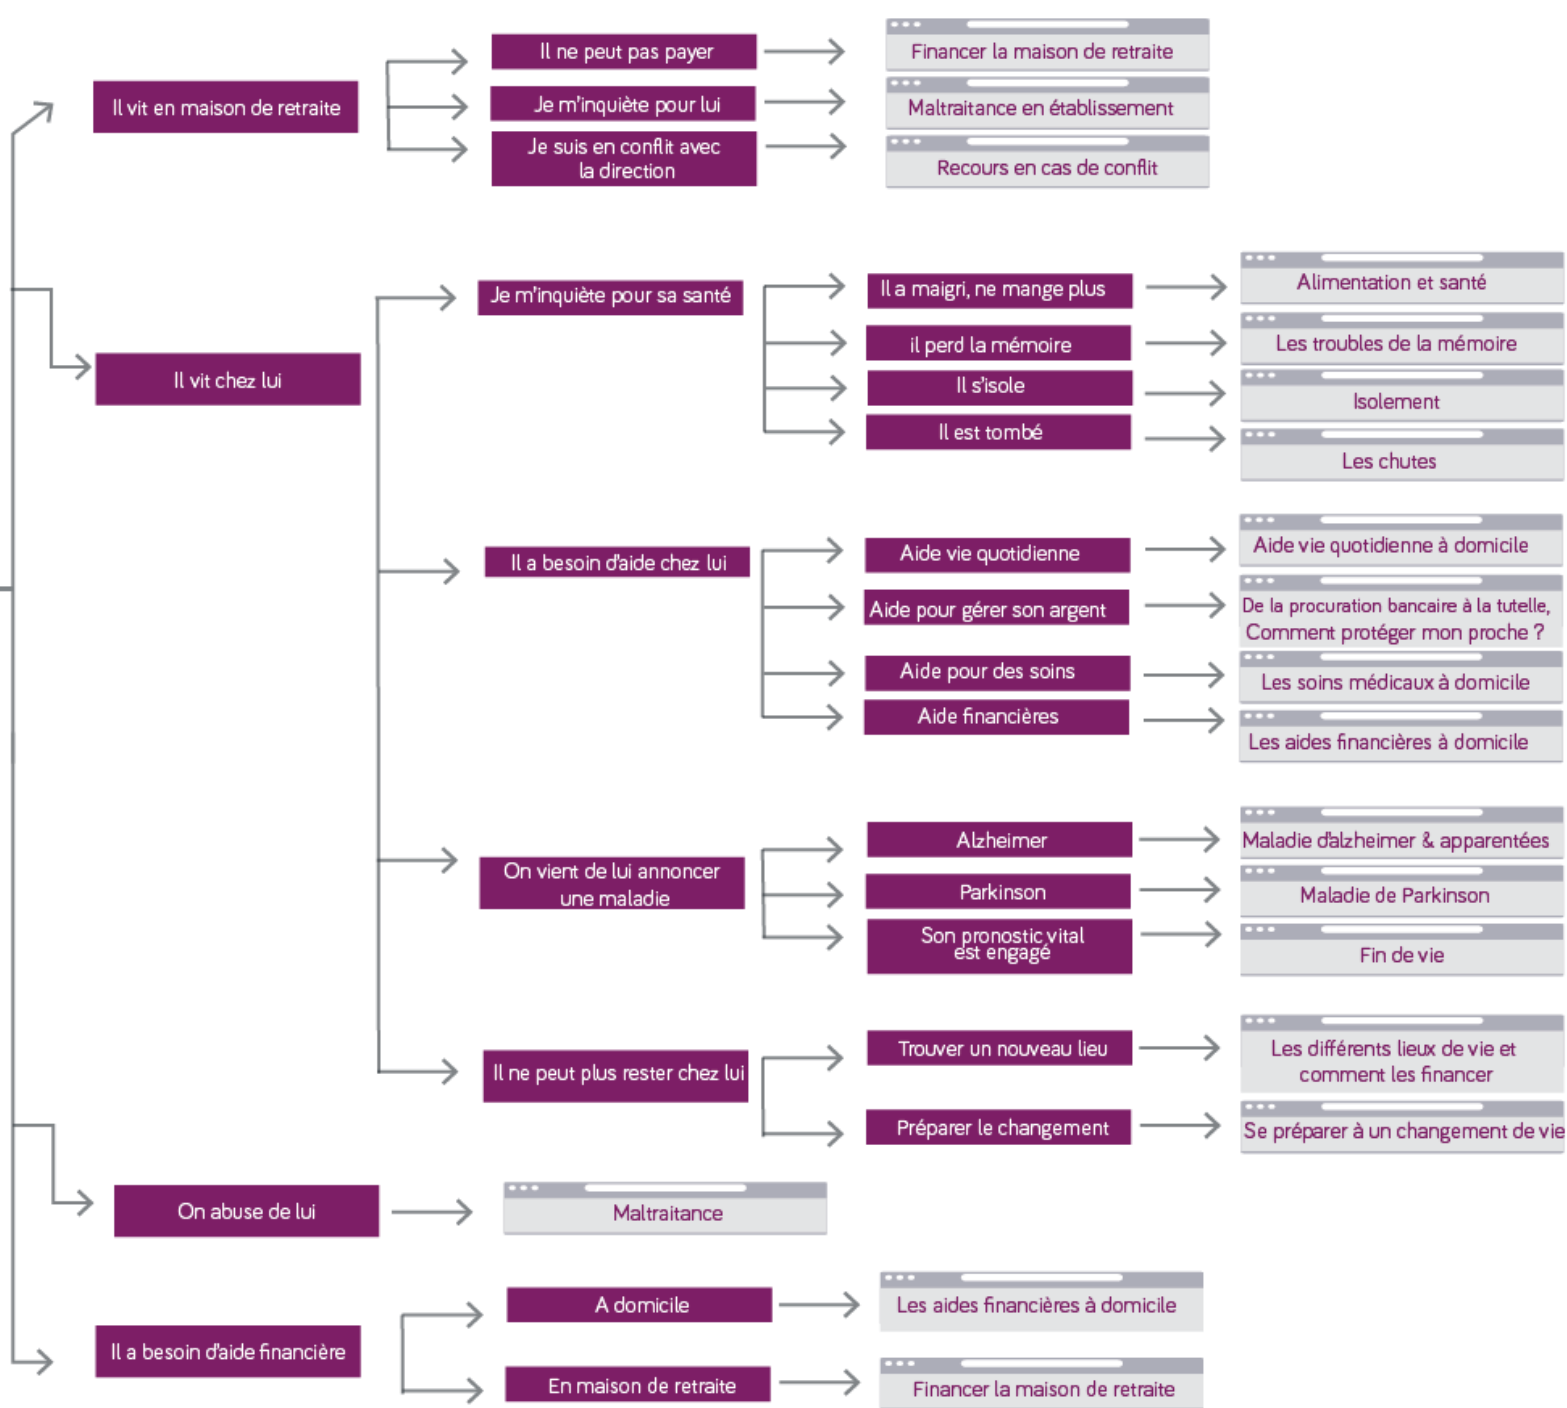 Il vit en maison de retraite
Il ne peut pas payer
Financer la maison de retraite
Je m'inquiète pour lui
Maltraitance en établissement
Je suis en conflit avec
la direction
Recours en cas de conflit
Il vit chez lui
Je m'inquiète pour sa santé
Il a maigri, ne mange plus
Alimentation et santé
il perd la mémoire
Les troubles de la mémoire
Il s'isole
Isolement
Il est tombé
Les chutes
Il a besoin d'aide chez lui
Aide vie quotidienne
Aide vie quotidienne à domicile
Aide pour gérer son argent
De la procuration bancaire à la tutelle,
Comment protéger mon proche ?
Aide pour des soins
Les soins médicaux à domicile
Aide financières
Les aides financières à domicile
On vient de lui annoncer
une maladie
Alzheimer
Maladie d'alzheimer & apparentées
Parkinson
Maladie de Parkinson
Son pronostic vital
est engagé
Fin de vie
Il ne peut plus rester chez lui
Trouver un nouveau lieu
Les différents lieux de vie et
comment les financer
Préparer le changement
Se préparer à un changement de vie
On abuse de lui
Maltraitance
Il a besoin d'aide financière
A domicile
Les aides financières à domicile
En maison de retraite
Financer la maison de retraite